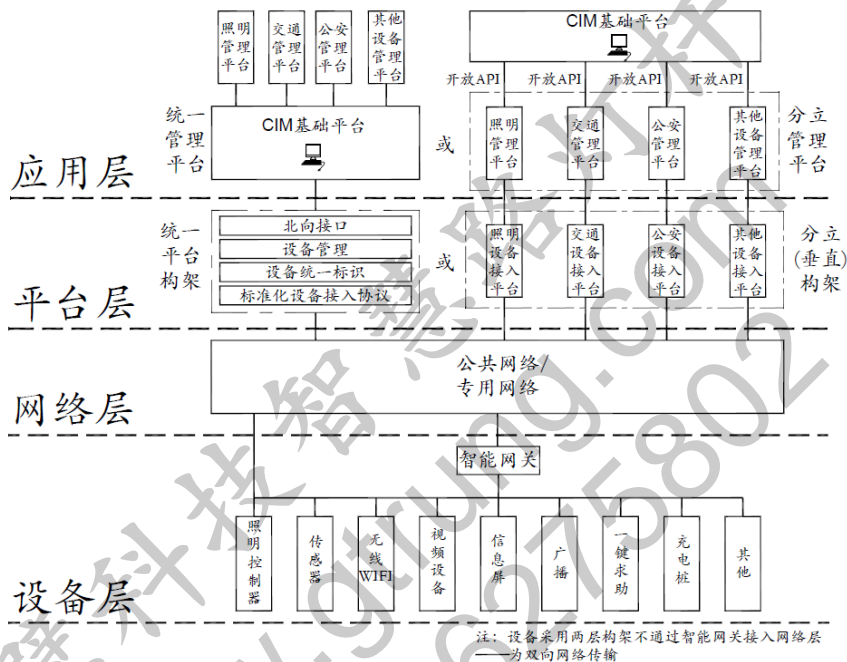 照明管理平台
交通管理平台
公安管理平台
其他设备管理平台
统一管理平台
CIM基础平台
应用层
CIM基础平台
开放API
开放API
开放API
开放API
或
照明管理平台
交通管理平台
公安管理平台
其他设备管理平台
分立管理平台
统一平台构架
北向接口
设备管理
设备统一标识
标准化设备接入协议
平台层
或
照明设备接入平台
交通设备接入平台
公安设备接入平台
其他设备接入平台
分立
(垂直)
构架
网络层
公共网络/
专用网络
智能网关
设备层
照明控制器
传感器
无线WIFI
视频设备
信息屏
广播
一键求助
充电桩
其他
注：设备采用两层构架不通过智能网关接入网络层
——为双向网络传输
科技智慧路灯杆
.gtrung.com
6275802